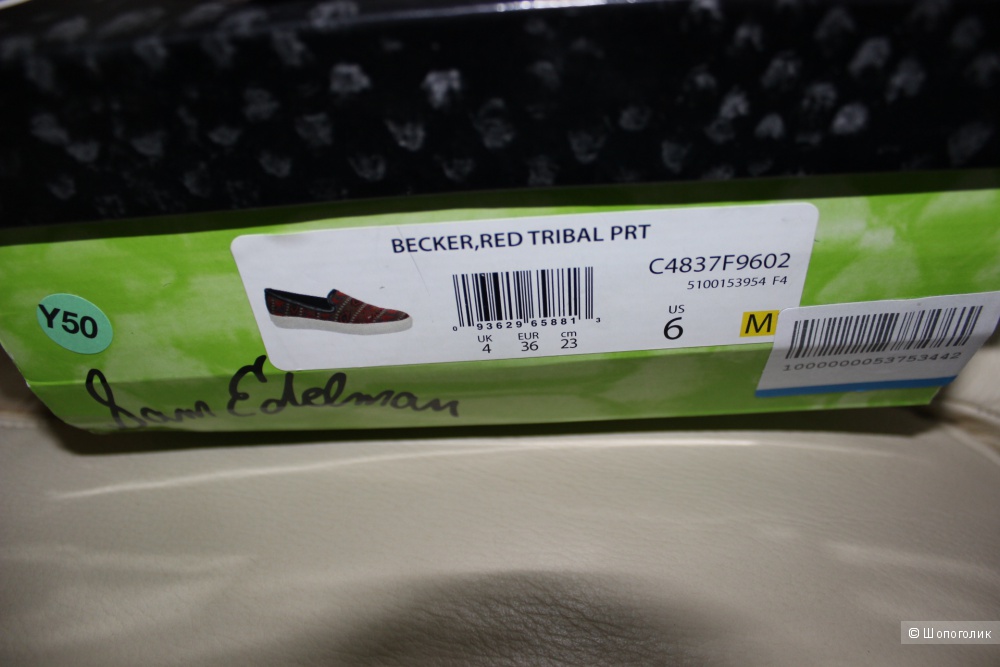 BECKER,RED TRIBAL PRT
C4837F9602
5100153954 F4
0 93629 65881 3
UK EUR cm
4 36 23
US
6 M
Y50
1000000053753442
Sam Edelman
© Шопоголик